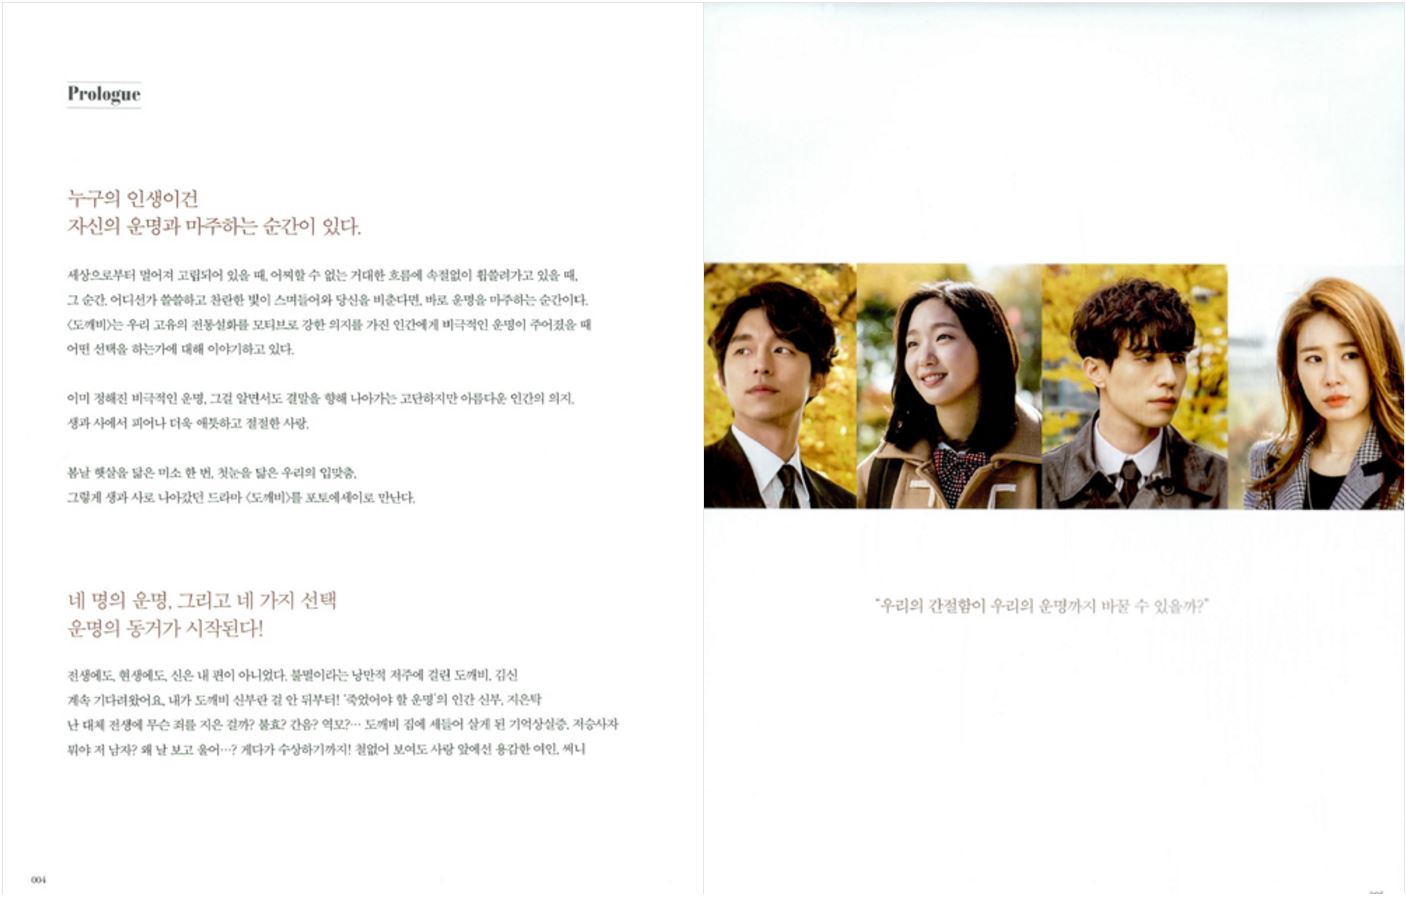 Prologue
누구의 인생이건
자신의 운명과 마주하는 순간이 있다.
세상으로부터 멀어져 고립되어 있을 때, 어찌할 수 없는 거대한 흐름에 속절없이 휩쓸려가고 있을 때,
그 순간, 어디선가 쓸쓸하고 찬란한 빛이 스며들어와 당신을 비춘다면, 바로 운명을 마주하는 순간이다.
〈도깨비〉는 우리 고유의 전통설화를 모티브로 강한 의지를 가진 인간에게 비극적인 운명이 주어졌을 때
어떤 선택을 하는가에 대해 이야기하고 있다.
이미 정해진 비극적인 운명, 그걸 알면서도 결말을 향해 나아가는 고단하지만 아름다운 인간의 의지.
생과 사에서 피어나 더욱 애틋하고 절절한 사랑.
봄날 햇살을 닮은 미소 한 번, 첫눈을 닮은 우리의 입맞춤,
그렇게 생과 사로 나아갔던 드라마 〈도깨비〉를 포토에세이로 만난다.
네 명의 운명, 그리고 네 가지 선택
운명의 동거가 시작된다!
전생에도, 현생에도, 신은 내 편이 아니었다. 불멸이라는 낭만적 저주에 걸린 도깨비, 김신
계속 기다려왔어요, 내가 도깨비 신부란 걸 안 뒤부터! '죽었어야 할 운명'의 인간 신부, 지은탁
난 대체 전생에 무슨 죄를 지은 걸까? 불효? 간음? 역모?… 도깨비 집에 세들어 살게 된 기억상실증, 저승사자
뭐야 저 남자? 왜 날 보고 울어…? 게다가 수상하기까지! 철없어 보여도 사랑 앞에선 용감한 여인, 써니
004
“우리의 간절함이 우리의 운명까지 바꿀 수 있을까?”